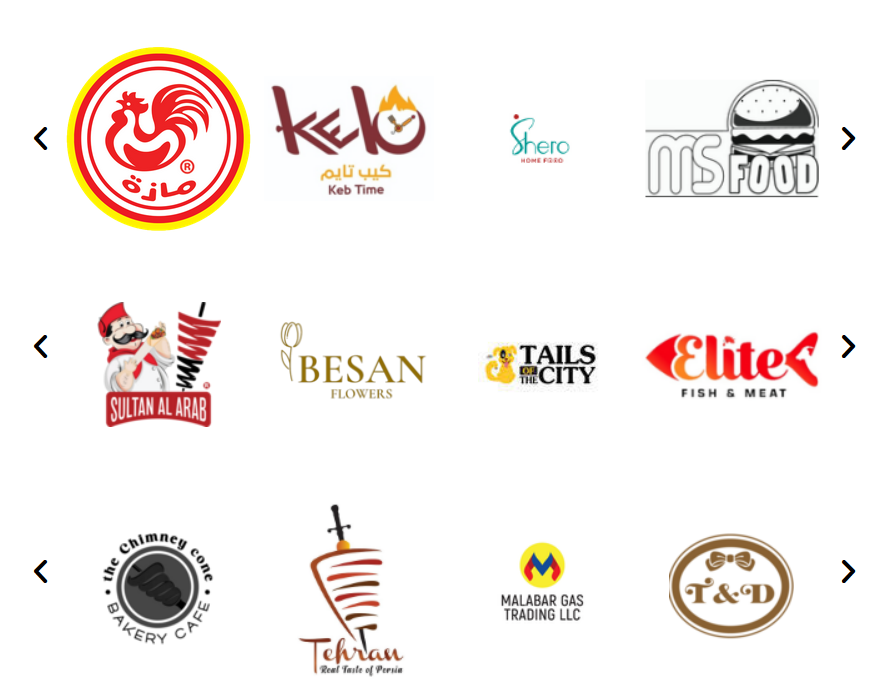 ®
مازة
Keb
كيب تايم
Keb Time
Shero
HOME FOOD
MS FOOD
SULTAN AL ARAB
®
BESAN
FLOWERS
TAILS
OF THE CITY
Elite
FISH & MEAT
the Chimney cone
BAKERY CAFE
Tehran
Real Taste of Persia
MALABAR GAS
TRADING LLC
T&D